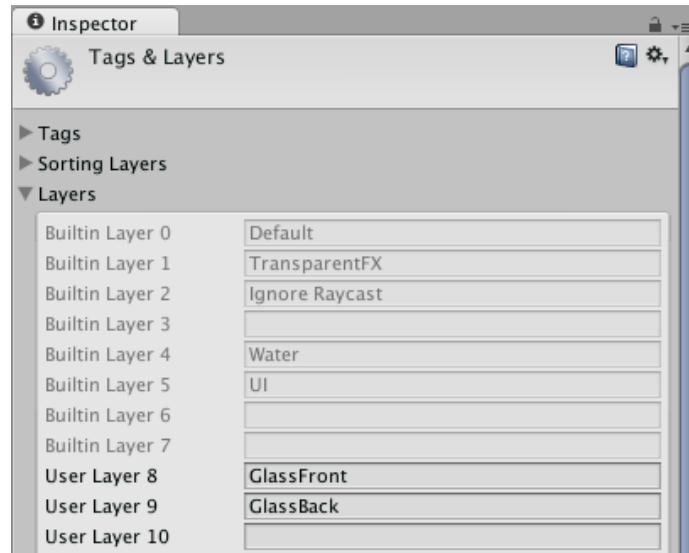 Inspector
Tags & Layers
Tags
Sorting Layers
Layers
Builtin Layer 0 Default
Builtin Layer 1 TransparentFX
Builtin Layer 2 Ignore Raycast
Builtin Layer 3
Builtin Layer 4 Water
Builtin Layer 5 UI
Builtin Layer 6
Builtin Layer 7
User Layer 8 GlassFront
User Layer 9 GlassBack
User Layer 10